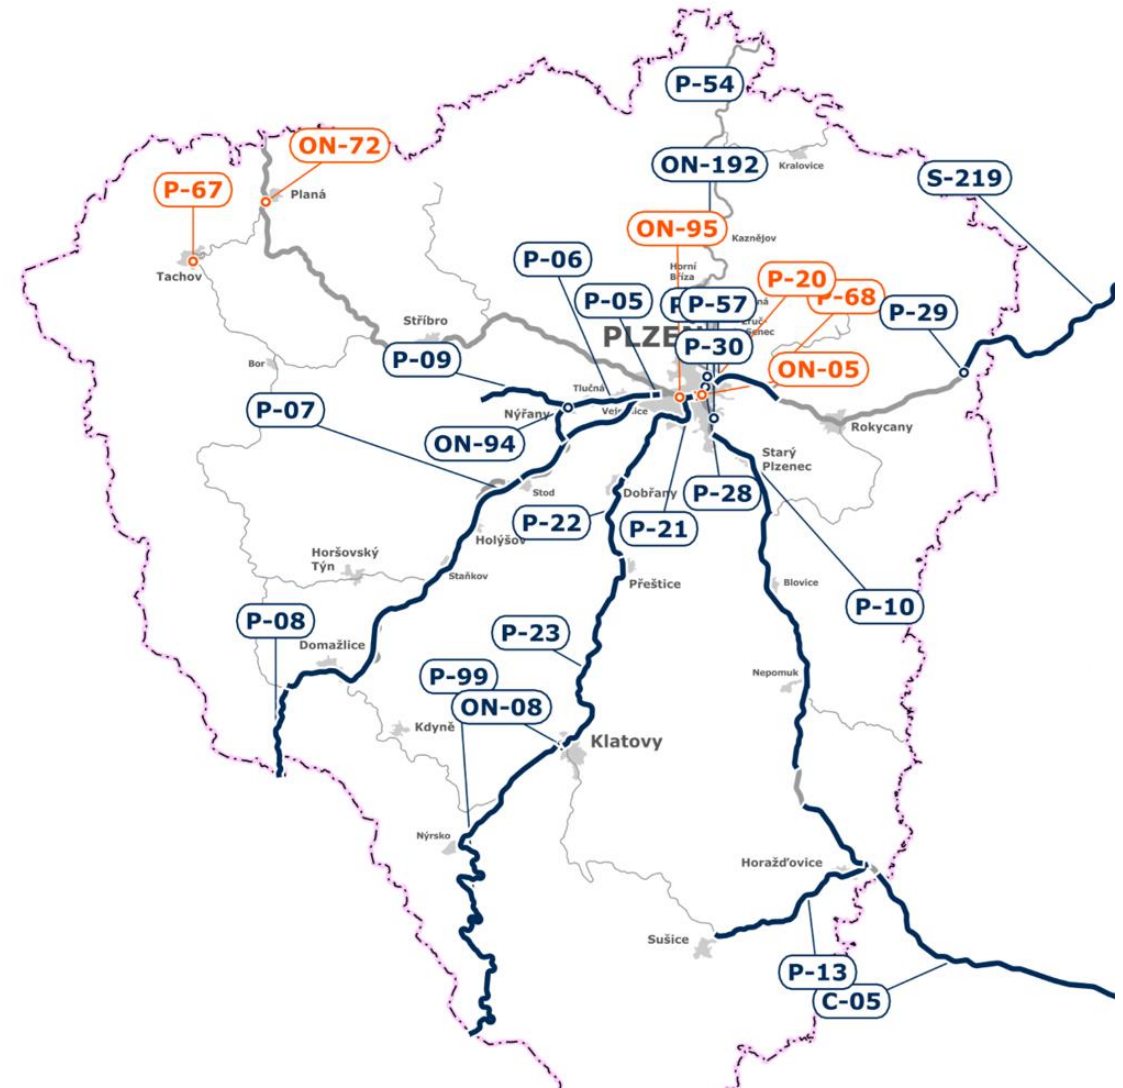 P-54
ON-72
ON-192
Kralovice
P-67
Planá
S-219
ON-95
Kaznějov
P-06
Horní
Bříza
Tachov
P-20
P-05
P-57
P-68
P-29
Stříbro
PLZE
P-30
Senec
P-09
Bor
ON-05
Tlučná
P-07
Nýřany
Rokycany
ON-94
Starý
Plzenec
Stod
Dobřany
P-28
P-22
P-21
Holýšov
Horšovský
Týn
Staňkov
Přeštice
Blovice
P-10
P-08
P-23
Domažlice
P-99
Nepomuk
ON-08
Kdyně
Klatovy
Nýrsko
Horažďovice
Sušice
P-13
C-05